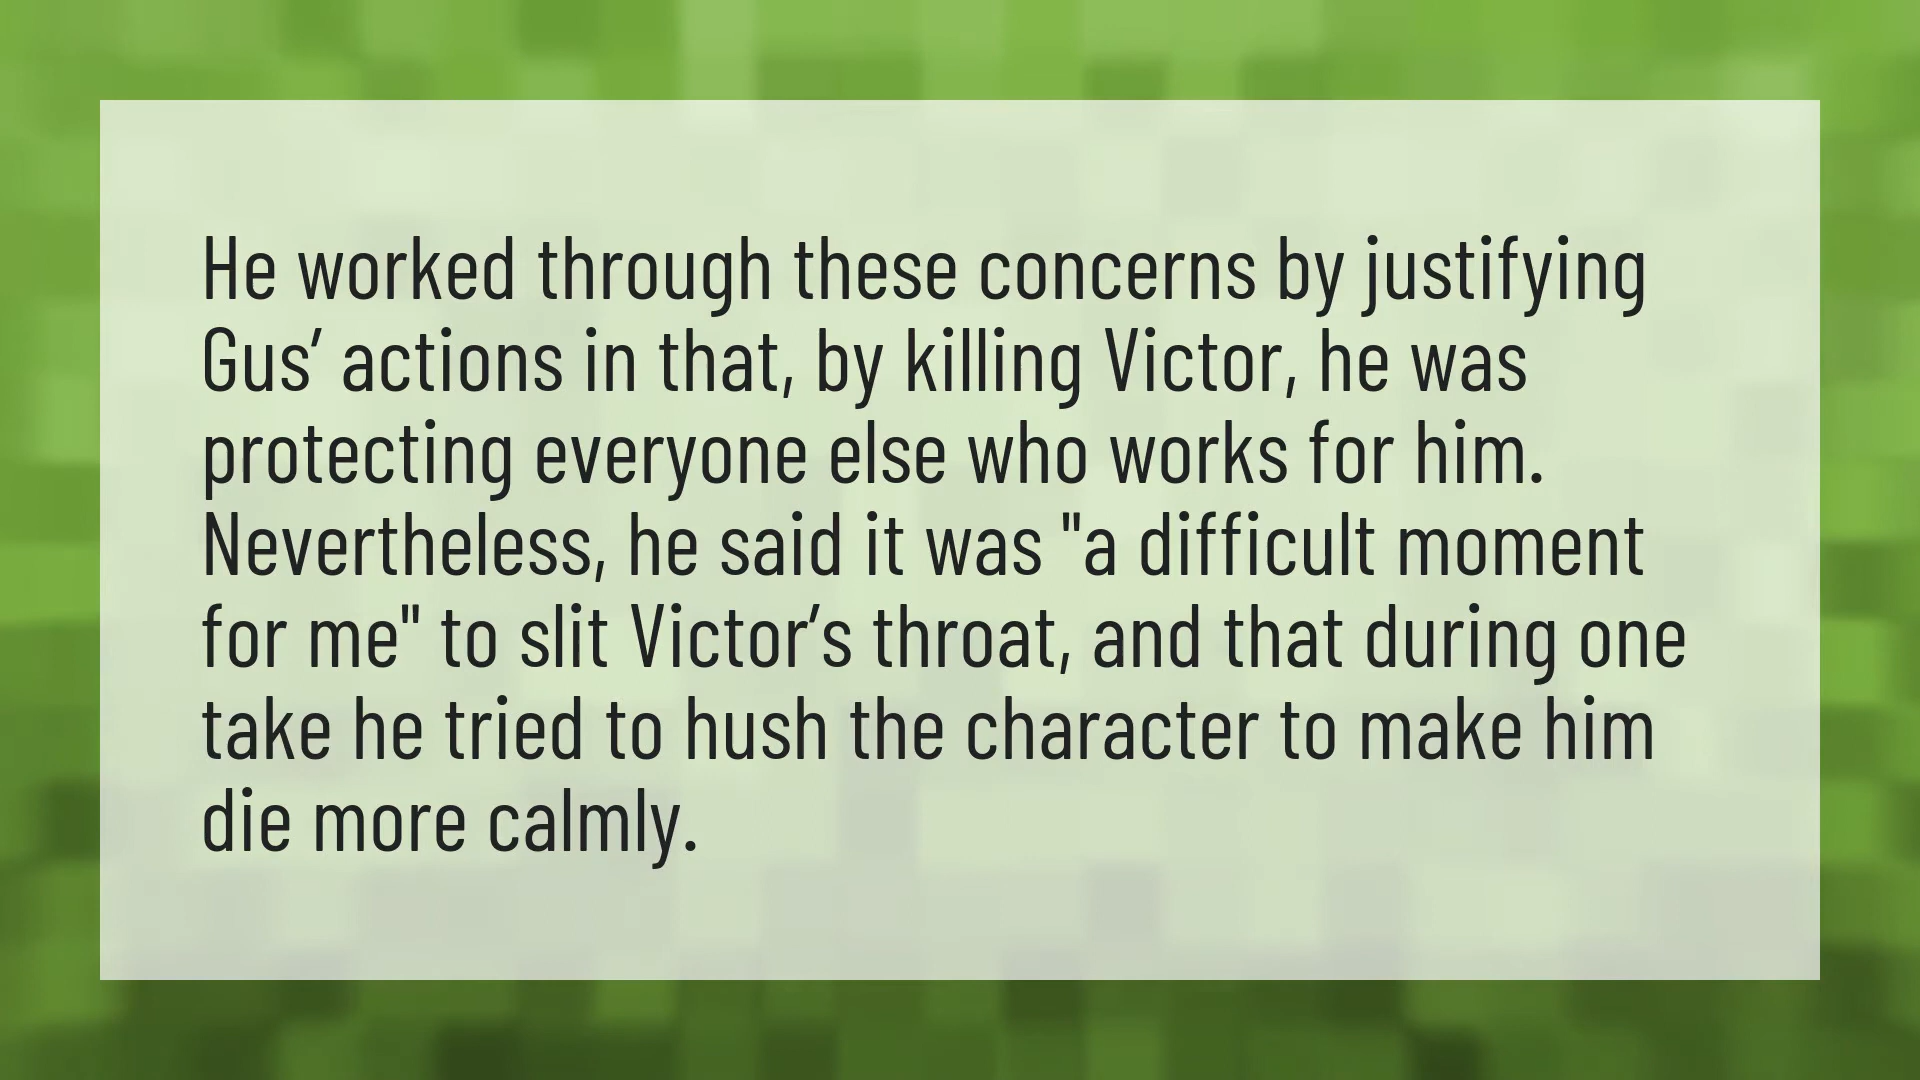 He worked through these concerns by justifying
Gus’ actions in that, by killing Victor, he was
protecting everyone else who works for him.
Nevertheless, he said it was "a difficult moment
for me" to slit Victor’s throat, and that during one
take he tried to hush the character to make him
die more calmly.